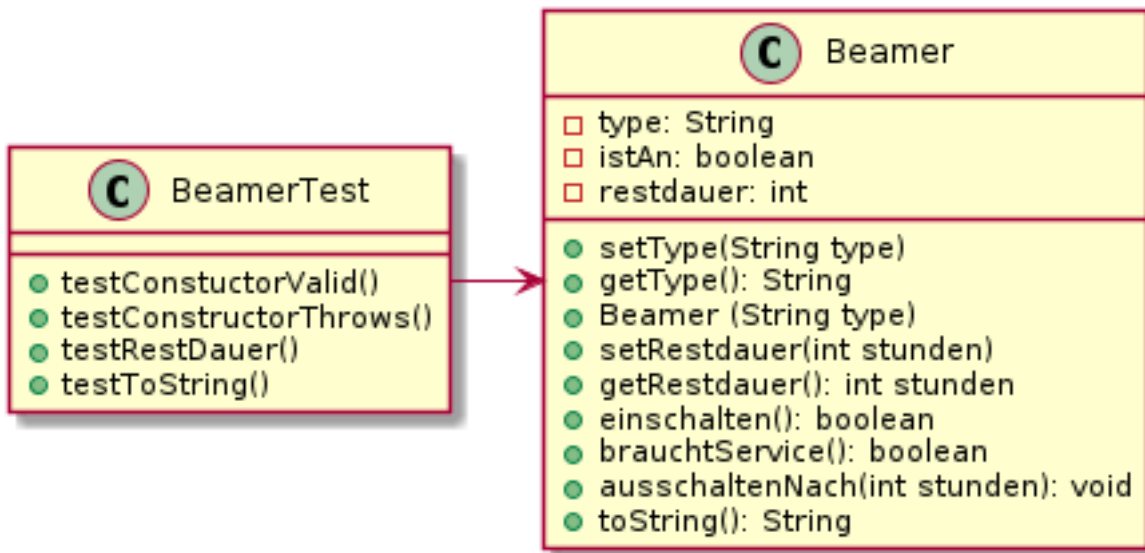 C BeamerTest
testConstuctorValid()
testConstructorThrows()
testRestDauer()
testToString()
C Beamer
type: String
istAn: boolean
restdauer: int
setType(String type)
getType(): String
Beamer (String type)
setRestdauer(int stunden)
getRestdauer(): int stunden
einschalten(): boolean
brauchtService(): boolean
ausschaltenNach(int stunden): void
toString(): String